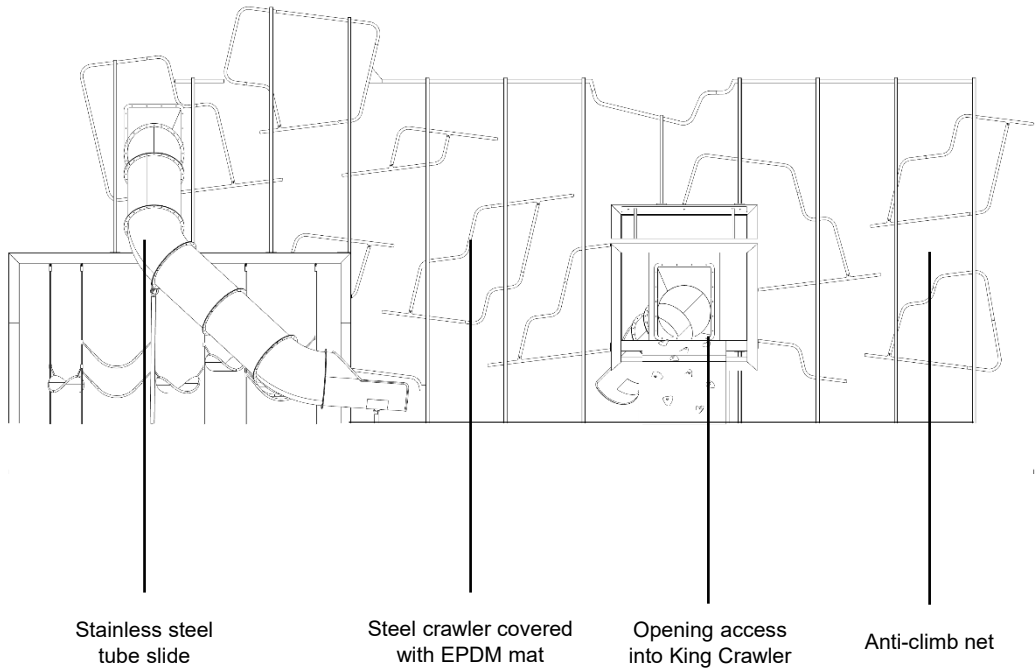 Stainless steel
tube slide
Steel crawler covered
with EPDM mat
Opening access
into King Crawler
Anti-climb net